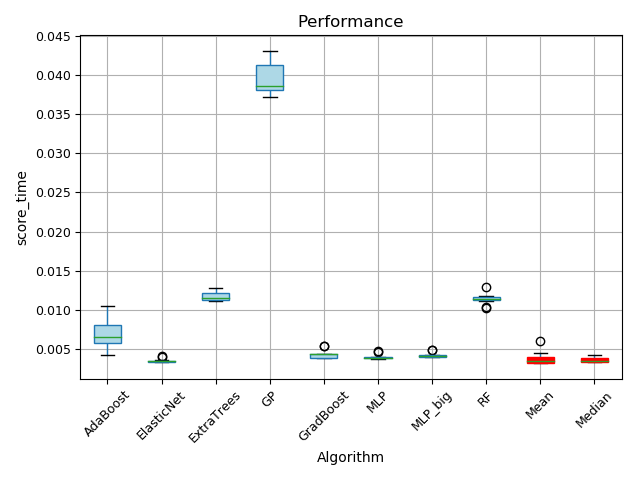 Performance
0.045
0.040
0.035
0.030
0.025
0.020
0.015
0.010
0.005
score_time
AdaBoost
ElasticNet
ExtraTrees
GP
GradBoost
MLP
MLP_big
RF
Mean
Median
Algorithm